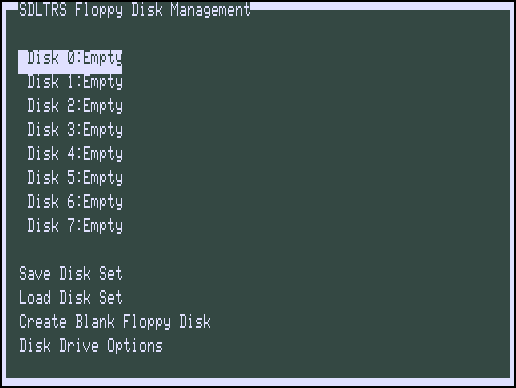 SDLTRS Floppy Disk Management
Disk 0:Empty
Disk 1:Empty
Disk 2:Empty
Disk 3:Empty
Disk 4:Empty
Disk 5:Empty
Disk 6:Empty
Disk 7:Empty
Save Disk Set
Load Disk Set
Create Blank Floppy Disk
Disk Drive Options